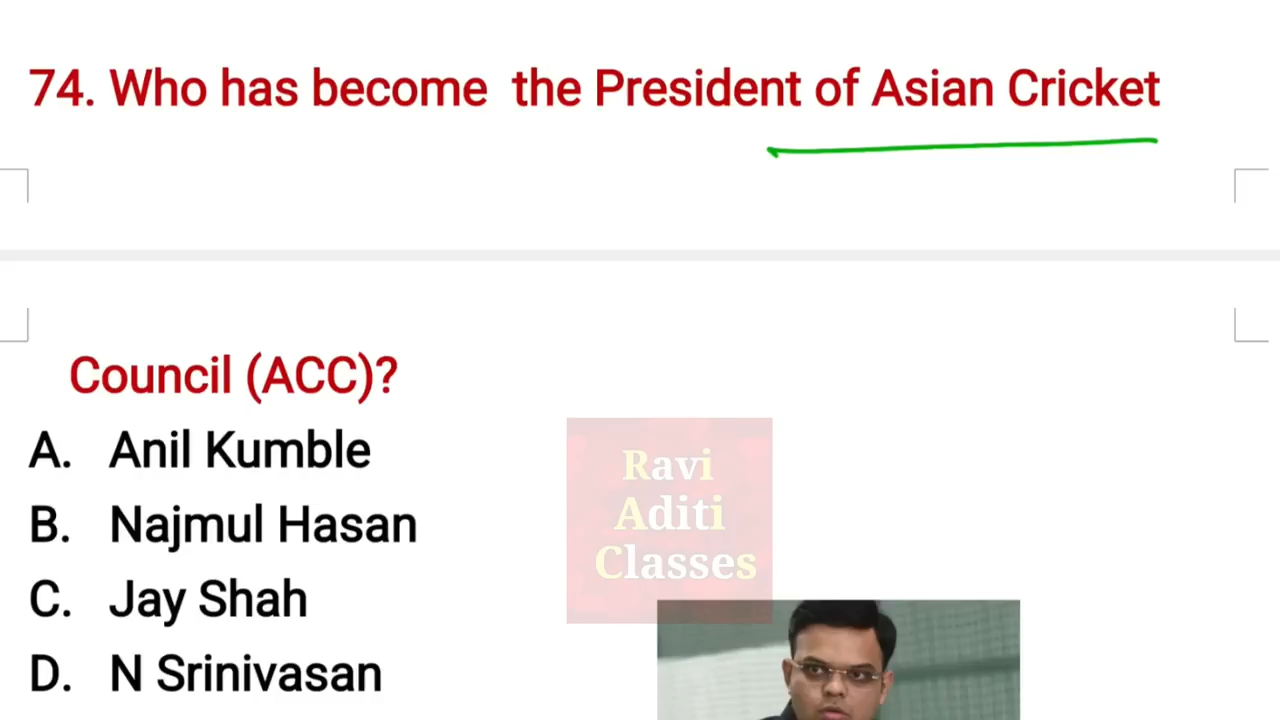 74. Who has become the President of Asian Cricket
Council (ACC)?
A. Anil Kumble
B. Najmul Hasan
C. Jay Shah
D. N Srinivasan
Ravi
Aditi
Classes